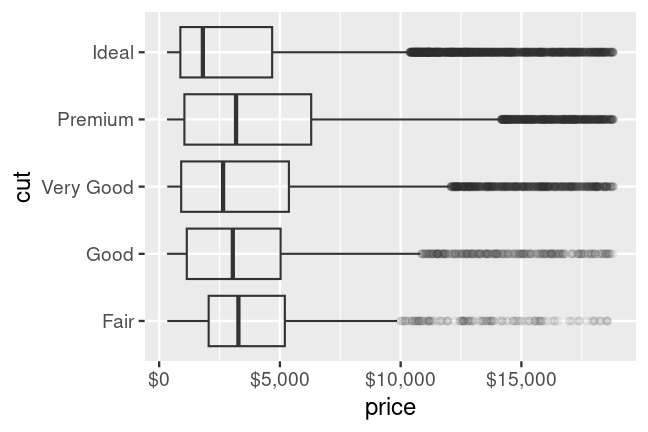 Ideal
Premium
Very Good
Good
Fair
cut
$0 $5,000 $10,000 $15,000
price